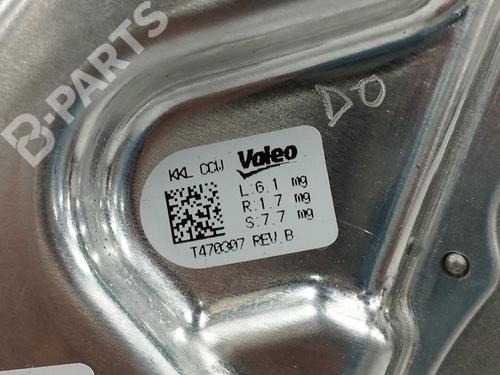 B-PARTS
DO
KKL CCW Valeo
L:6.1 mg
R:1.7 mg
S:7.7 mg
T470307 REV.B